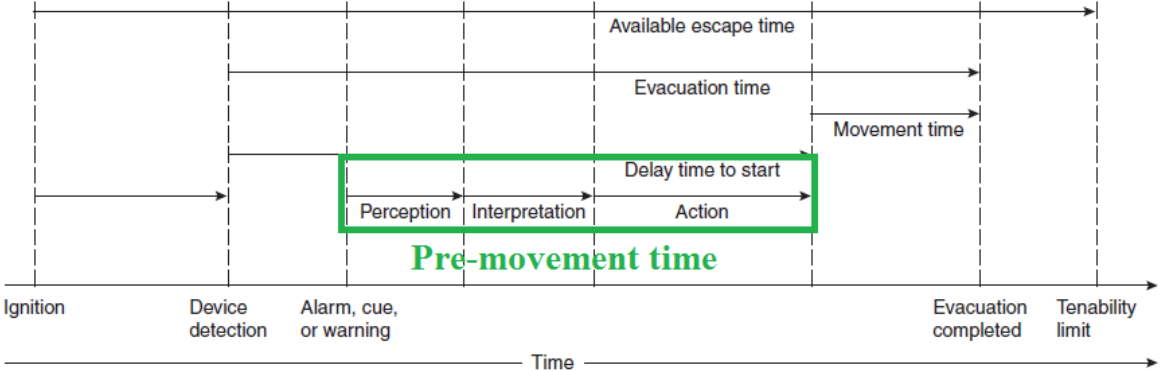 Available escape time
Evacuation time
Movement time
Delay time to start
Perception
Interpretation
Action
Pre-movement time
Ignition
Device
detection
Alarm, cue,
or warning
Evacuation
completed
Tenability
limit
Time